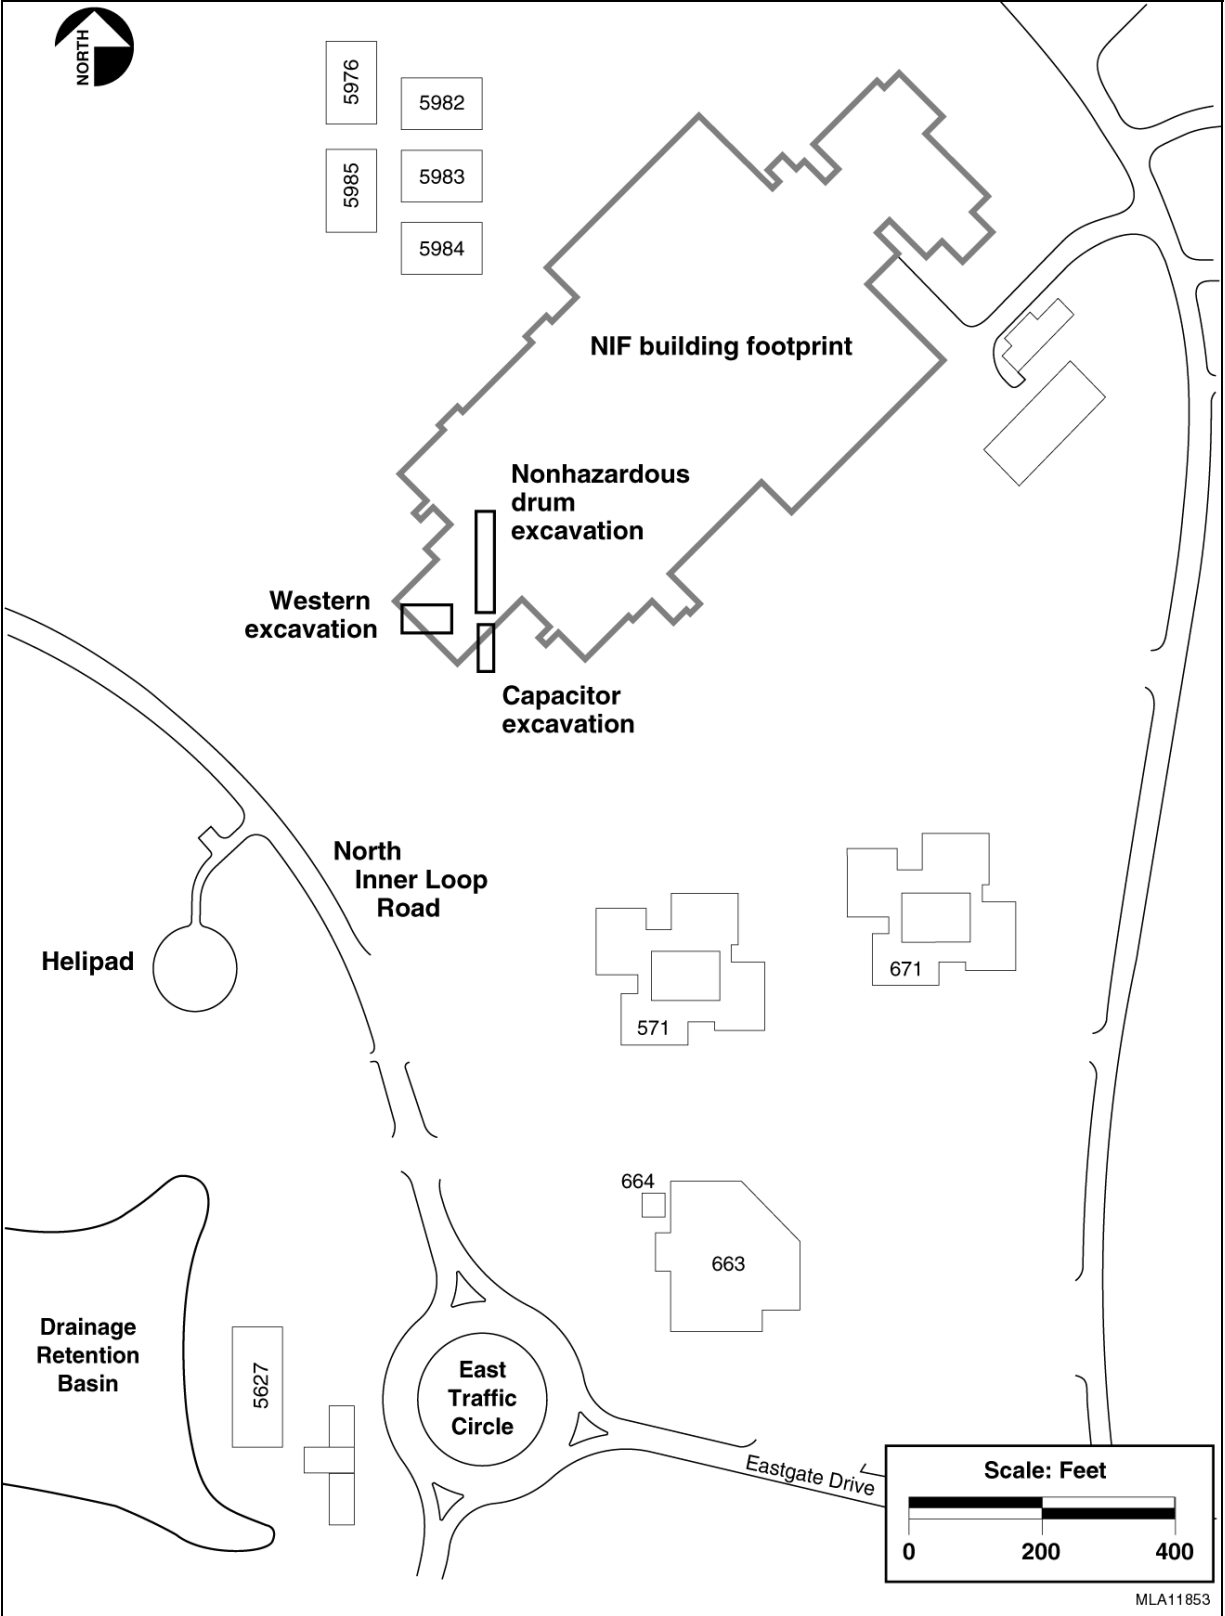 NORTH
5976
5982
5985
5983
5984
NIF building footprint
Nonhazardous
drum
excavation
Western
excavation
Capacitor
excavation
North
Inner Loop
Road
Helipad
671
571
664
663
Drainage
Retention
Basin
5627
East
Traffic
Circle
Eastgate Drive
Scale: Feet
0 200 400
MLA11853